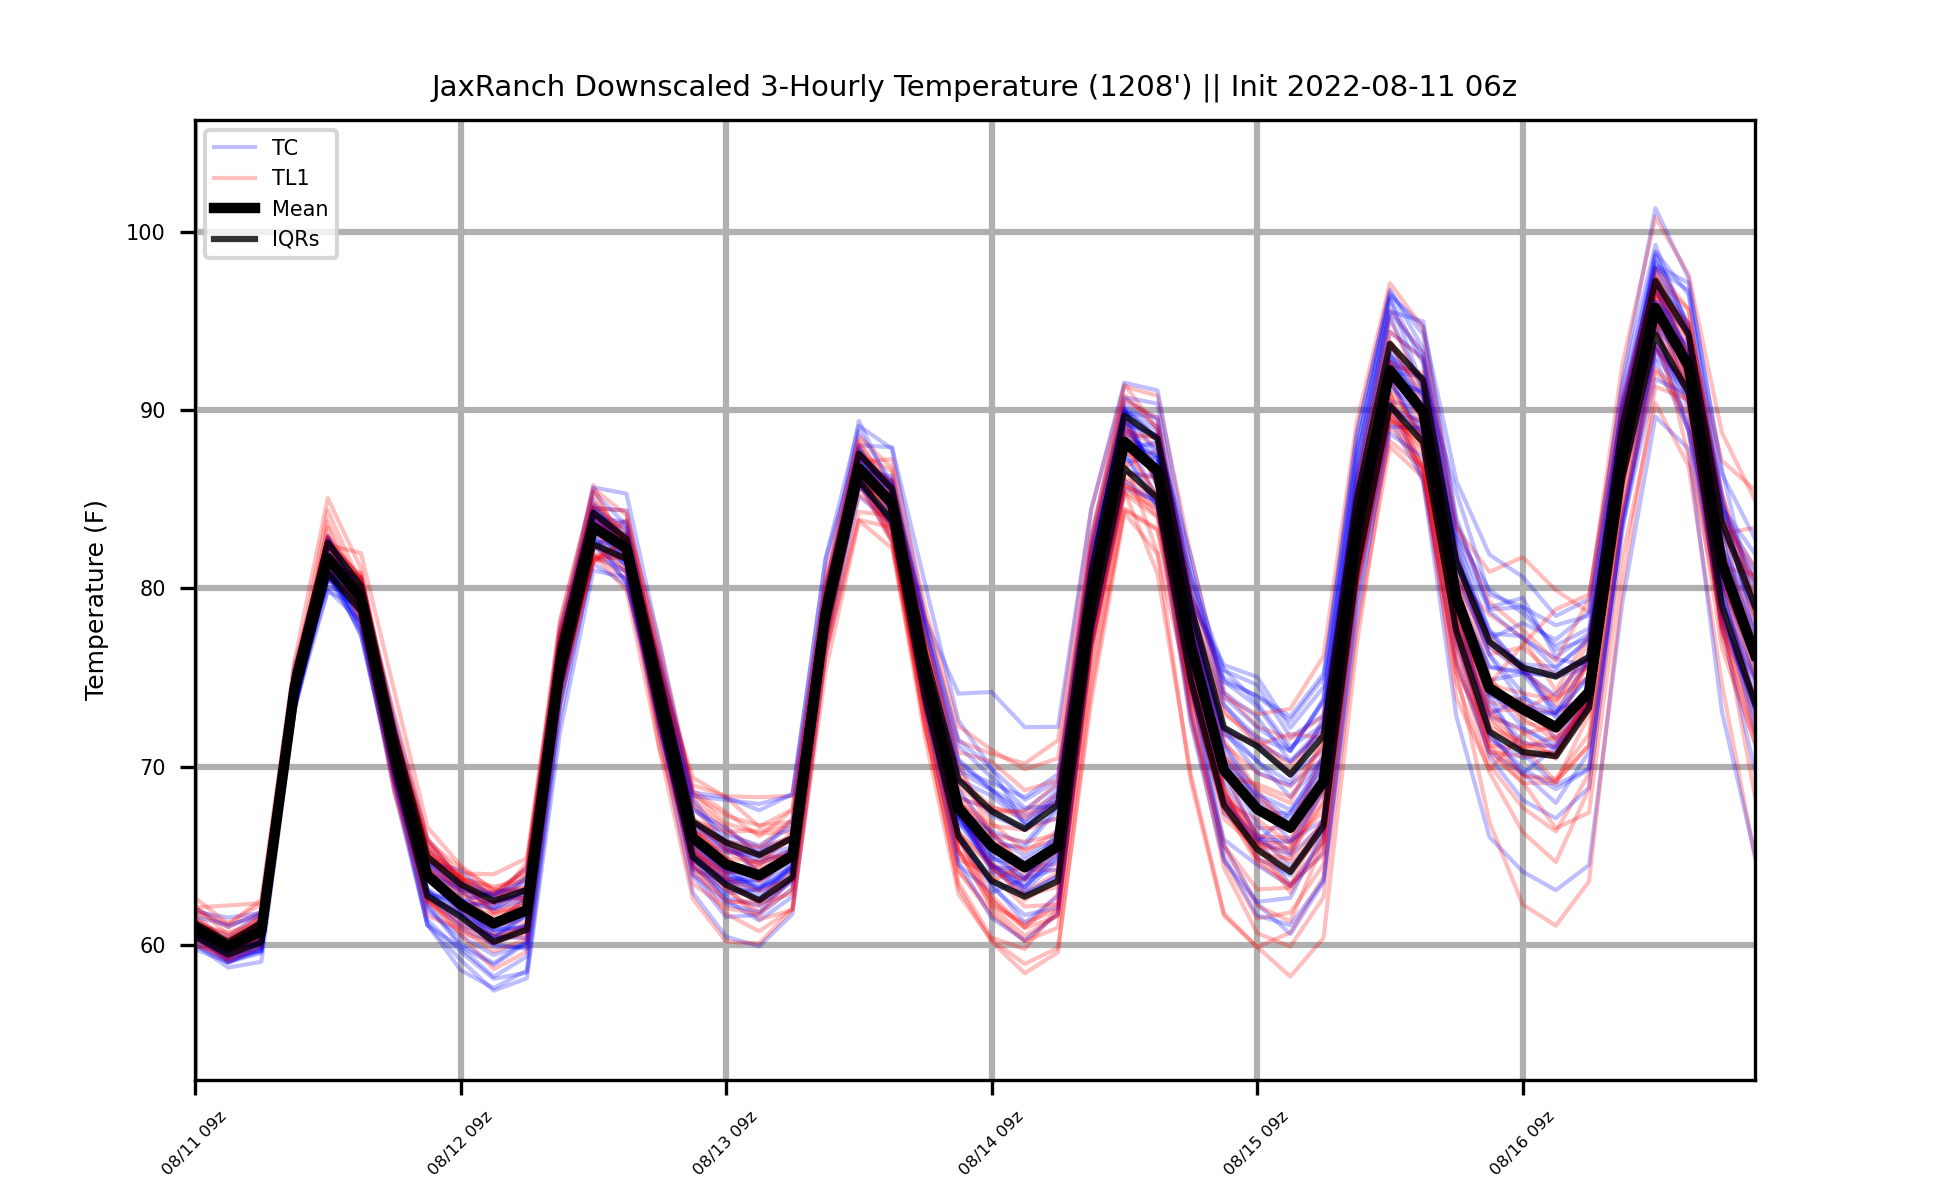 JaxRanch Downscaled 3-Hourly Temperature (1208') || Init 2022-08-11 06z
TC
TL1
Mean
IQRs
Temperature (F)
100
90
80
70
60
08/11 09z
08/12 09z
08/13 09z
08/14 09z
08/15 09z
08/16 09z